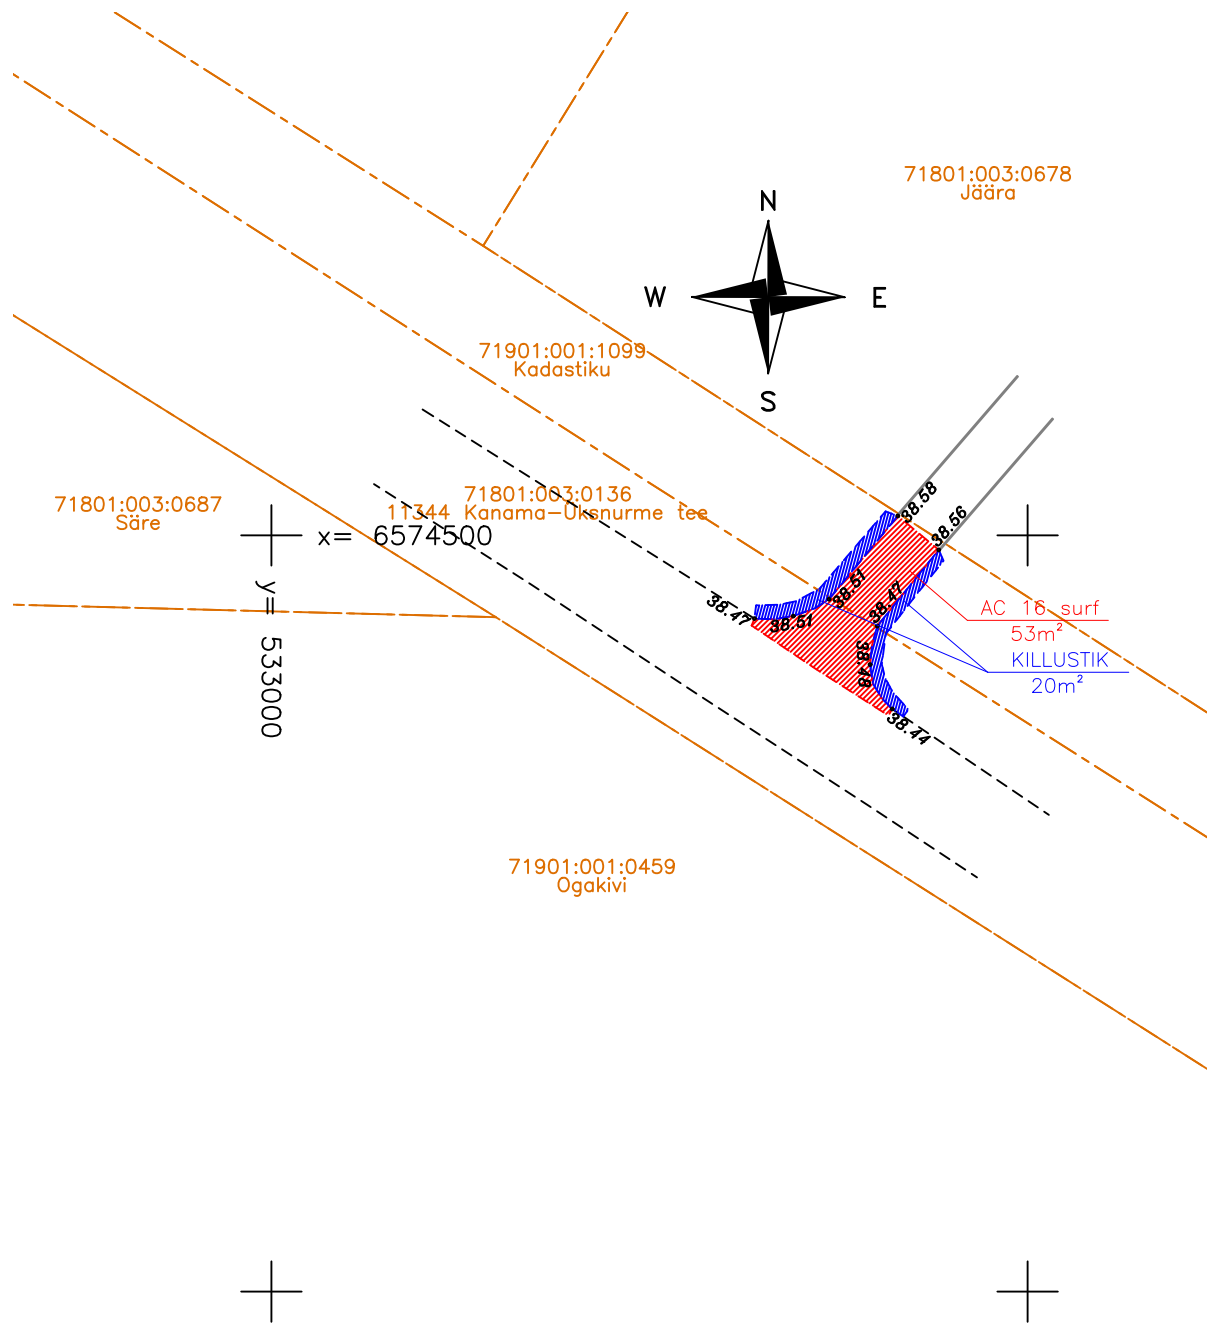 71801:003:0678
Jäära
N
W
E
S
71901:001:1099
Kadastiku
71801:003:0136
11344 Kanama-Üksnurme tee
71801:003:0687
Säre
x= 6574500
y= 533000
38.58
38.56
38.51
38.47
38.47
38.51
38.48
38.44
AC 16 surf
53m²
KILLUSTIK
20m²
71901:001:0459
Ogakivi